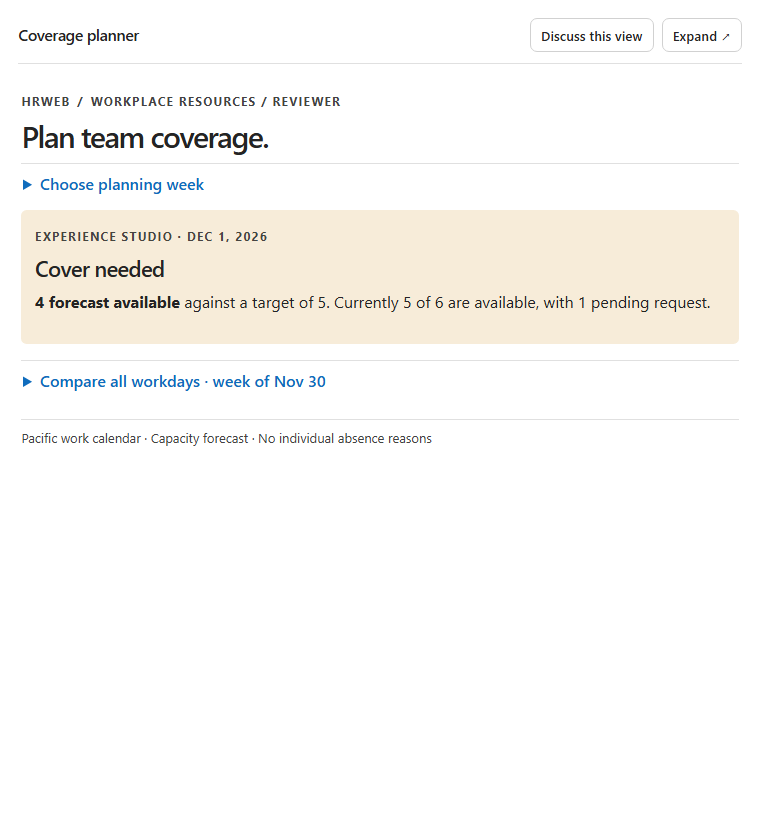 Coverage planner
Discuss this view
Expand ↗
HRWEB / WORKPLACE RESOURCES / REVIEWER
Plan team coverage.
▶ Choose planning week
EXPERIENCE STUDIO · DEC 1, 2026
Cover needed
4 forecast available against a target of 5. Currently 5 of 6 are available, with 1 pending request.
▶ Compare all workdays · week of Nov 30
Pacific work calendar · Capacity forecast · No individual absence reasons